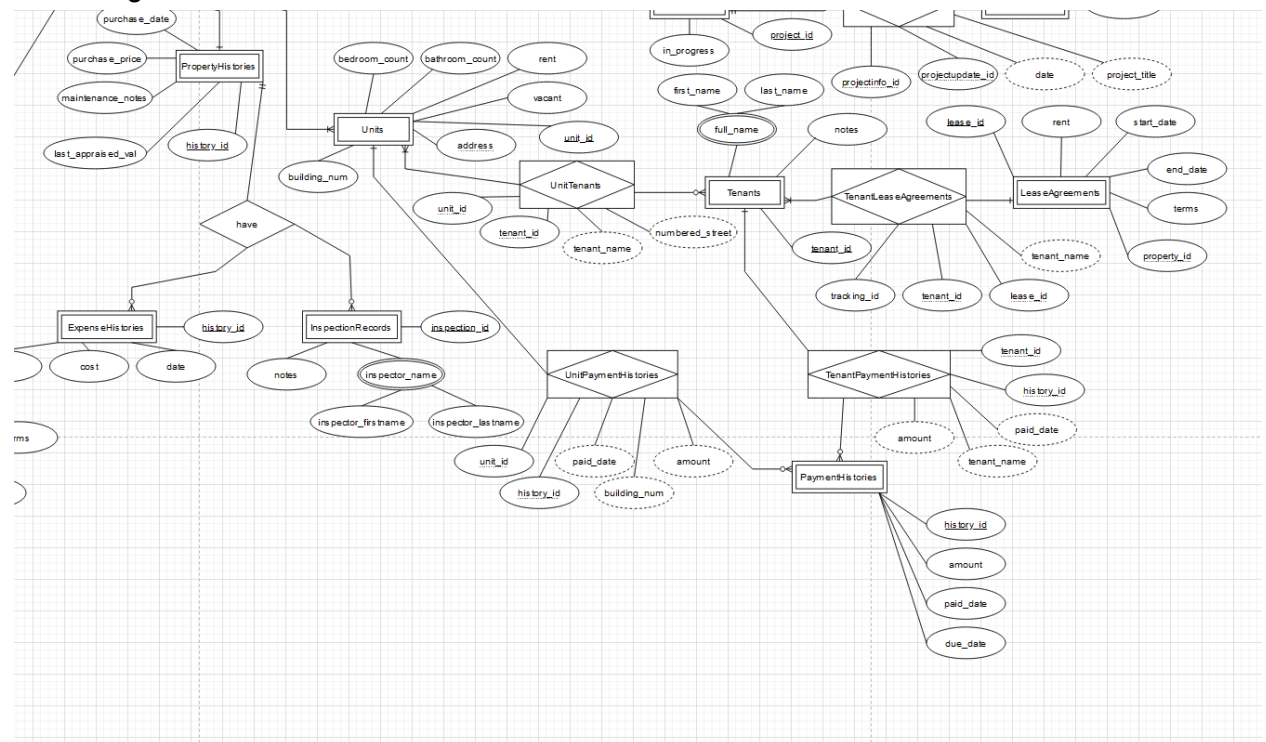 purchase_date
purchase_price
PropertyHistories
maintenance_notes
last_appraised_val
history_id
bedroom_count
bathroom_count
rent
vacant
Units
unit_id
address
building_num
in_progress
project_id
projectinfo_id
projectupdate_id
date
project_title
first_name
last_name
full_name
notes
lease_id
rent
start_date
end_date
UnitTenants
Tenants
TenantLeaseAgreements
LeaseAgreements
terms
unit_id
tenant_id
tenant_name
numbered_street
tenant_id
tenant_name
property_id
tracking_id
tenant_id
lease_id
have
ExpenseHistories
history_id
InspectionRecords
inspection_id
cost
date
notes
inspector_name
inspector_firstname
inspector_lastname
rms
UnitPaymentHistories
TenantPaymentHistories
tenant_id
history_id
paid_date
amount
tenant_name
unit_id
paid_date
amount
history_id
building_num
PaymentHistories
history_id
amount
paid_date
due_date